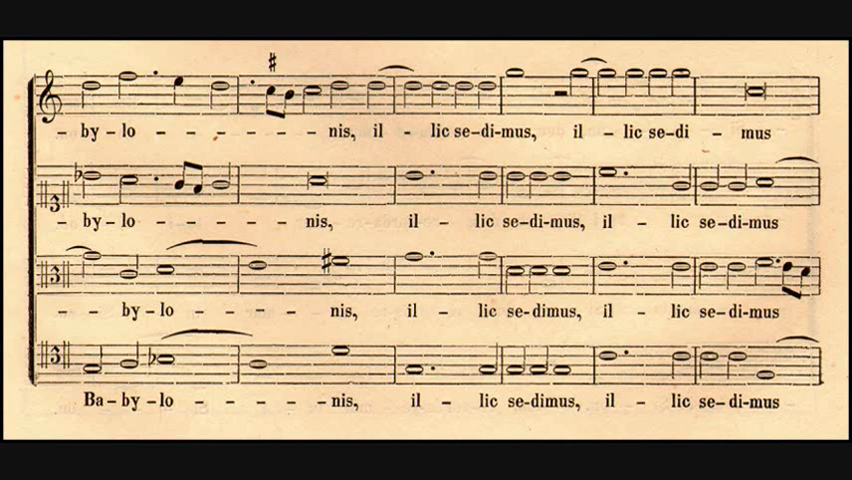 - by - lo - - - - - nis, il - lic se-di-mus, il - lic se-di - mus
by-lo - - - - nis, il - lic se-di-mus, il - lic se-di-mus
- - by-lo - - - - nis, il - lic se-dimus, il - lic se-di-mus
Ba-by-lo - - - - - nis, il - lic se-dimus, il - lic se-di-mus